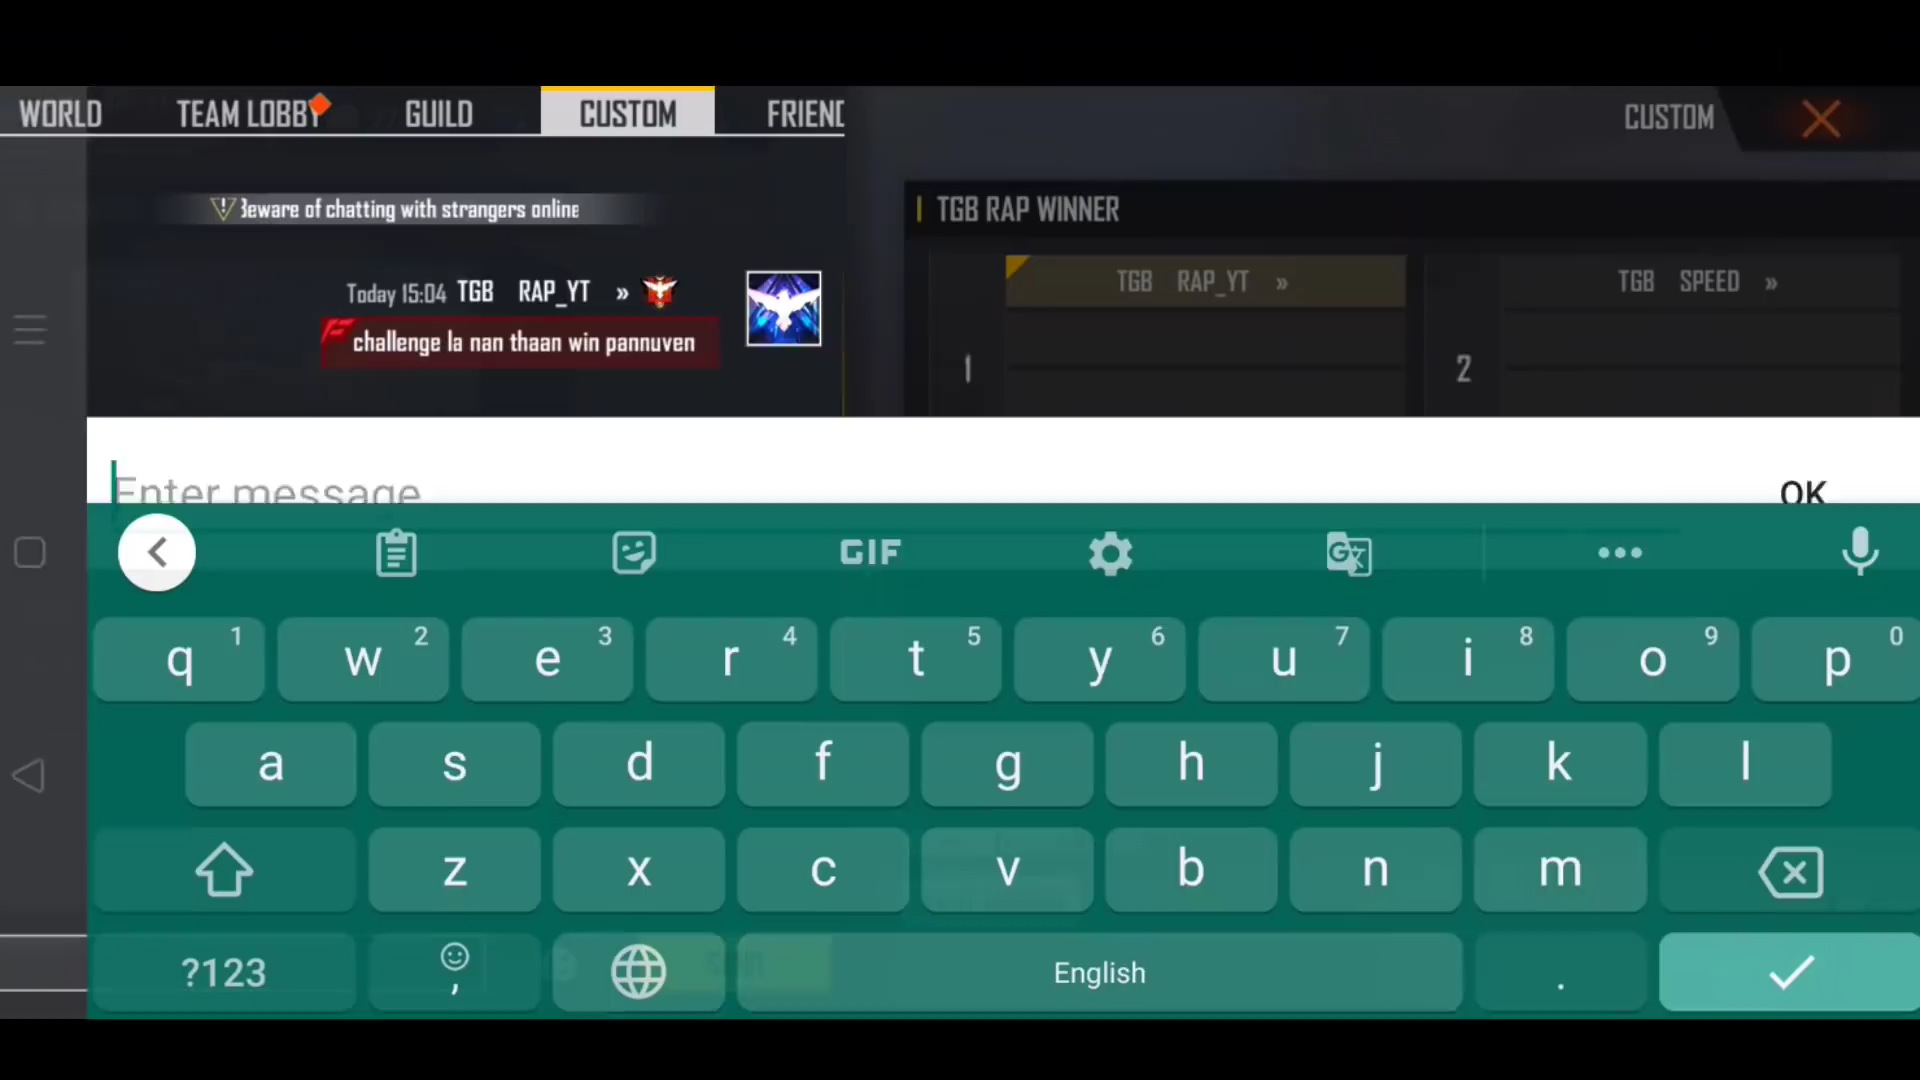 WORLD TEAM LOBBY GUILD CUSTOM FRIEND
CUSTOM
Beware of chatting with strangers online
TGB RAP WINNER
Today 15:04 TGB RAP_YT »
challenge la nan thaan win pannuven
TGB RAP_YT »
TGB SPEED »
1
2
Enter message
OK
GIF
q 1 w 2 e 3 r 4 t 5 y 6 u 7 i 8 o 9 p 0
a s d f g h j k l
z x c v b n m
?123 , English .